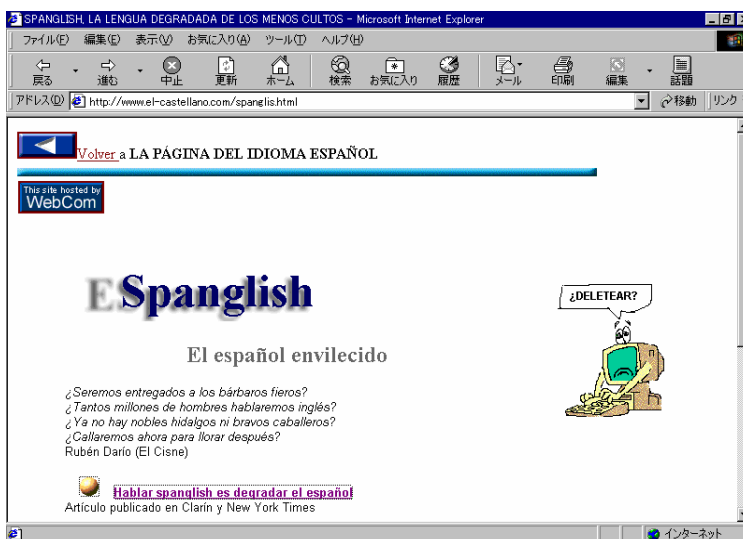 SPANGLISH, LA LENGUA DEGRADADA DE LOS MENOS CULTOS - Microsoft Internet Explorer
ファイル(F) 編集(E) 表示(V) お気に入り(A) ツール(T) ヘルプ(H)
戻る 進む 中止 更新 ホーム 検索 お気に入り 履歴 メール 印刷 編集 話題
アドレス(D) http://www.el-castellano.com/spanglis.html 移動 リンク
Volver a LA PÁGINA DEL IDIOMA ESPAÑOL
This site hosted by
WebCom
ESpanglish
¿DELETEAR?
El español envilecido
¿Seremos entregados a los bárbaros fieros?
¿Tantos millones de hombres hablaremos inglés?
¿Ya no hay nobles hidalgos ni bravos caballeros?
¿Callaremos ahora para llorar después?
Rubén Darío (El Cisne)
Hablar spanglish es degradar el español
Artículo publicado en Clarín y New York Times
インターネット